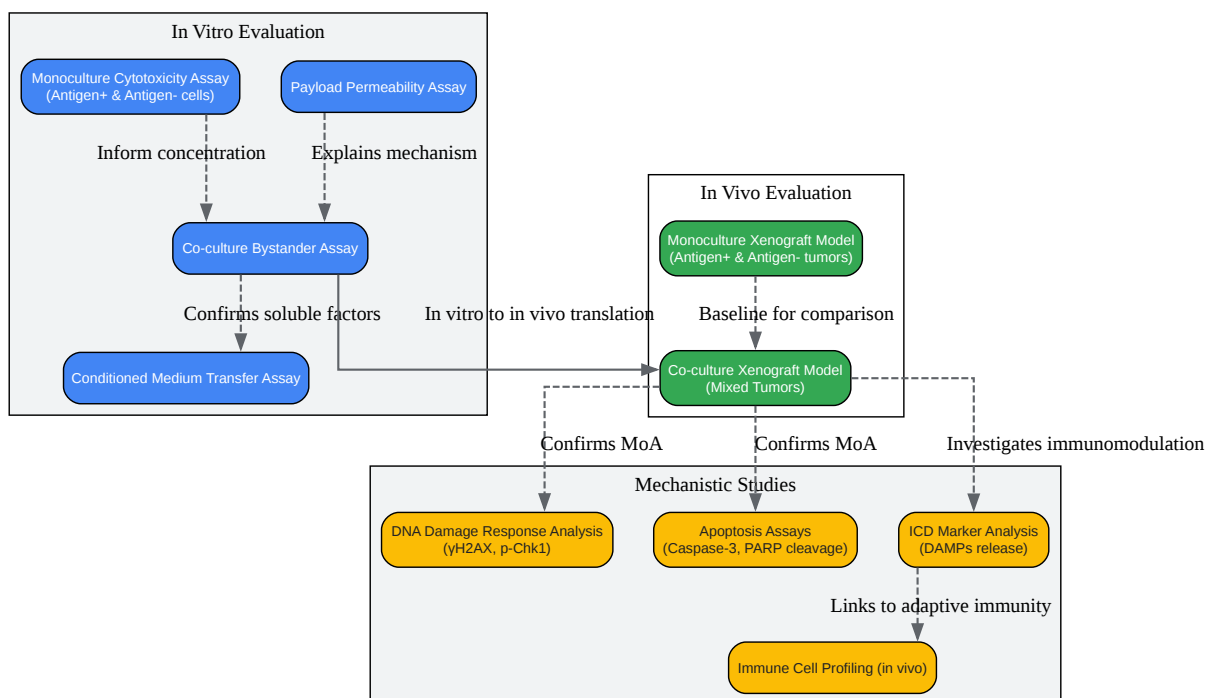 In Vitro Evaluation
Monoculture Cytotoxicity Assay
(Antigen+ & Antigen- cells)
Payload Permeability Assay
Inform concentration
Explains mechanism
Co-culture Bystander Assay
Confirms soluble factors
Conditioned Medium Transfer Assay
In vitro to in vivo translation
In Vivo Evaluation
Monoculture Xenograft Model
(Antigen+ & Antigen- tumors)
Baseline for comparison
Co-culture Xenograft Model
(Mixed Tumors)
Confirms MoA
Confirms MoA
Investigates immunomodulation
Mechanistic Studies
DNA Damage Response Analysis
(γH2AX, p-Chk1)
Apoptosis Assays
(Caspase-3, PARP cleavage)
ICD Marker Analysis
(DAMPs release)
Links to adaptive immunity
Immune Cell Profiling (in vivo)